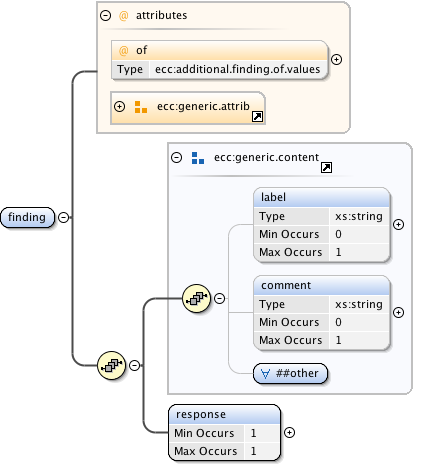 @ attributes
@ of
Type ecc:additional.finding.of.values
ecc:generic.attrib
ecc:generic.content
label
Type xs:string
Min Occurs 0
Max Occurs 1
finding
comment
Type xs:string
Min Occurs 0
Max Occurs 1
∀ ##other
response
Min Occurs 1
Max Occurs 1